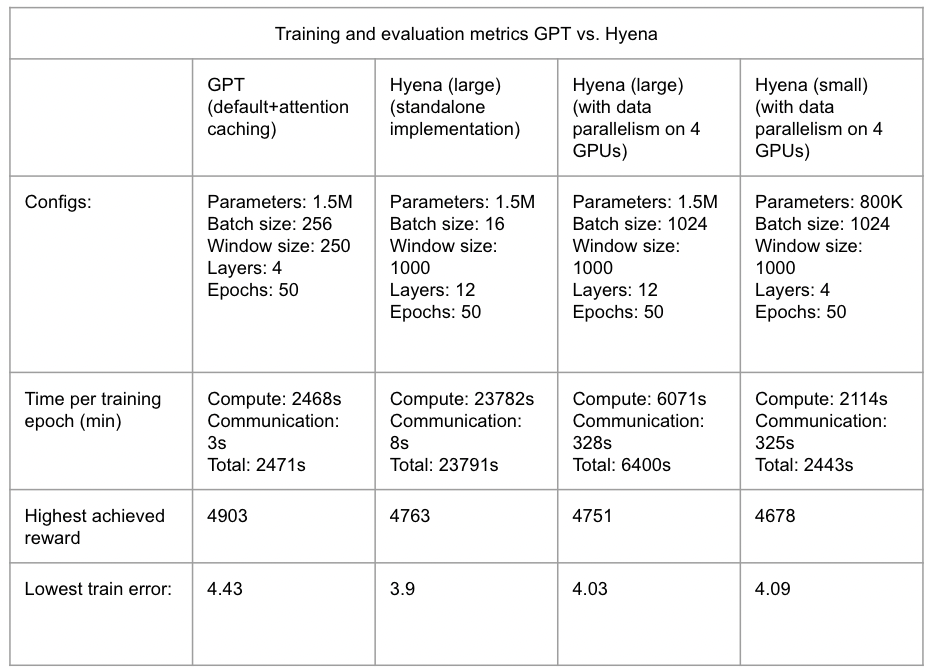 Training and evaluation metrics GPT vs. Hyena
GPT
(default+attention
caching)
Hyena (large)
(standalone
implementation)
Hyena (large)
(with data
parallelism on 4
GPUs)
Hyena (small)
(with data
parallelism on 4
GPUs)
Configs:
Parameters: 1.5M
Batch size: 256
Window size: 250
Layers: 4
Epochs: 50
Parameters: 1.5M
Batch size: 16
Window size:
1000
Layers: 12
Epochs: 50
Parameters: 1.5M
Batch size: 1024
Window size:
1000
Layers: 12
Epochs: 50
Parameters: 800K
Batch size: 1024
Window size:
1000
Layers: 4
Epochs: 50
Time per training
epoch (min)
Compute: 2468s
Communication:
3s
Total: 2471s
Compute: 23782s
Communication:
8s
Total: 23791s
Compute: 6071s
Communication:
328s
Total: 6400s
Compute: 2114s
Communication:
325s
Total: 2443s
Highest achieved
reward
4903
4763
4751
4678
Lowest train error:
4.43
3.9
4.03
4.09